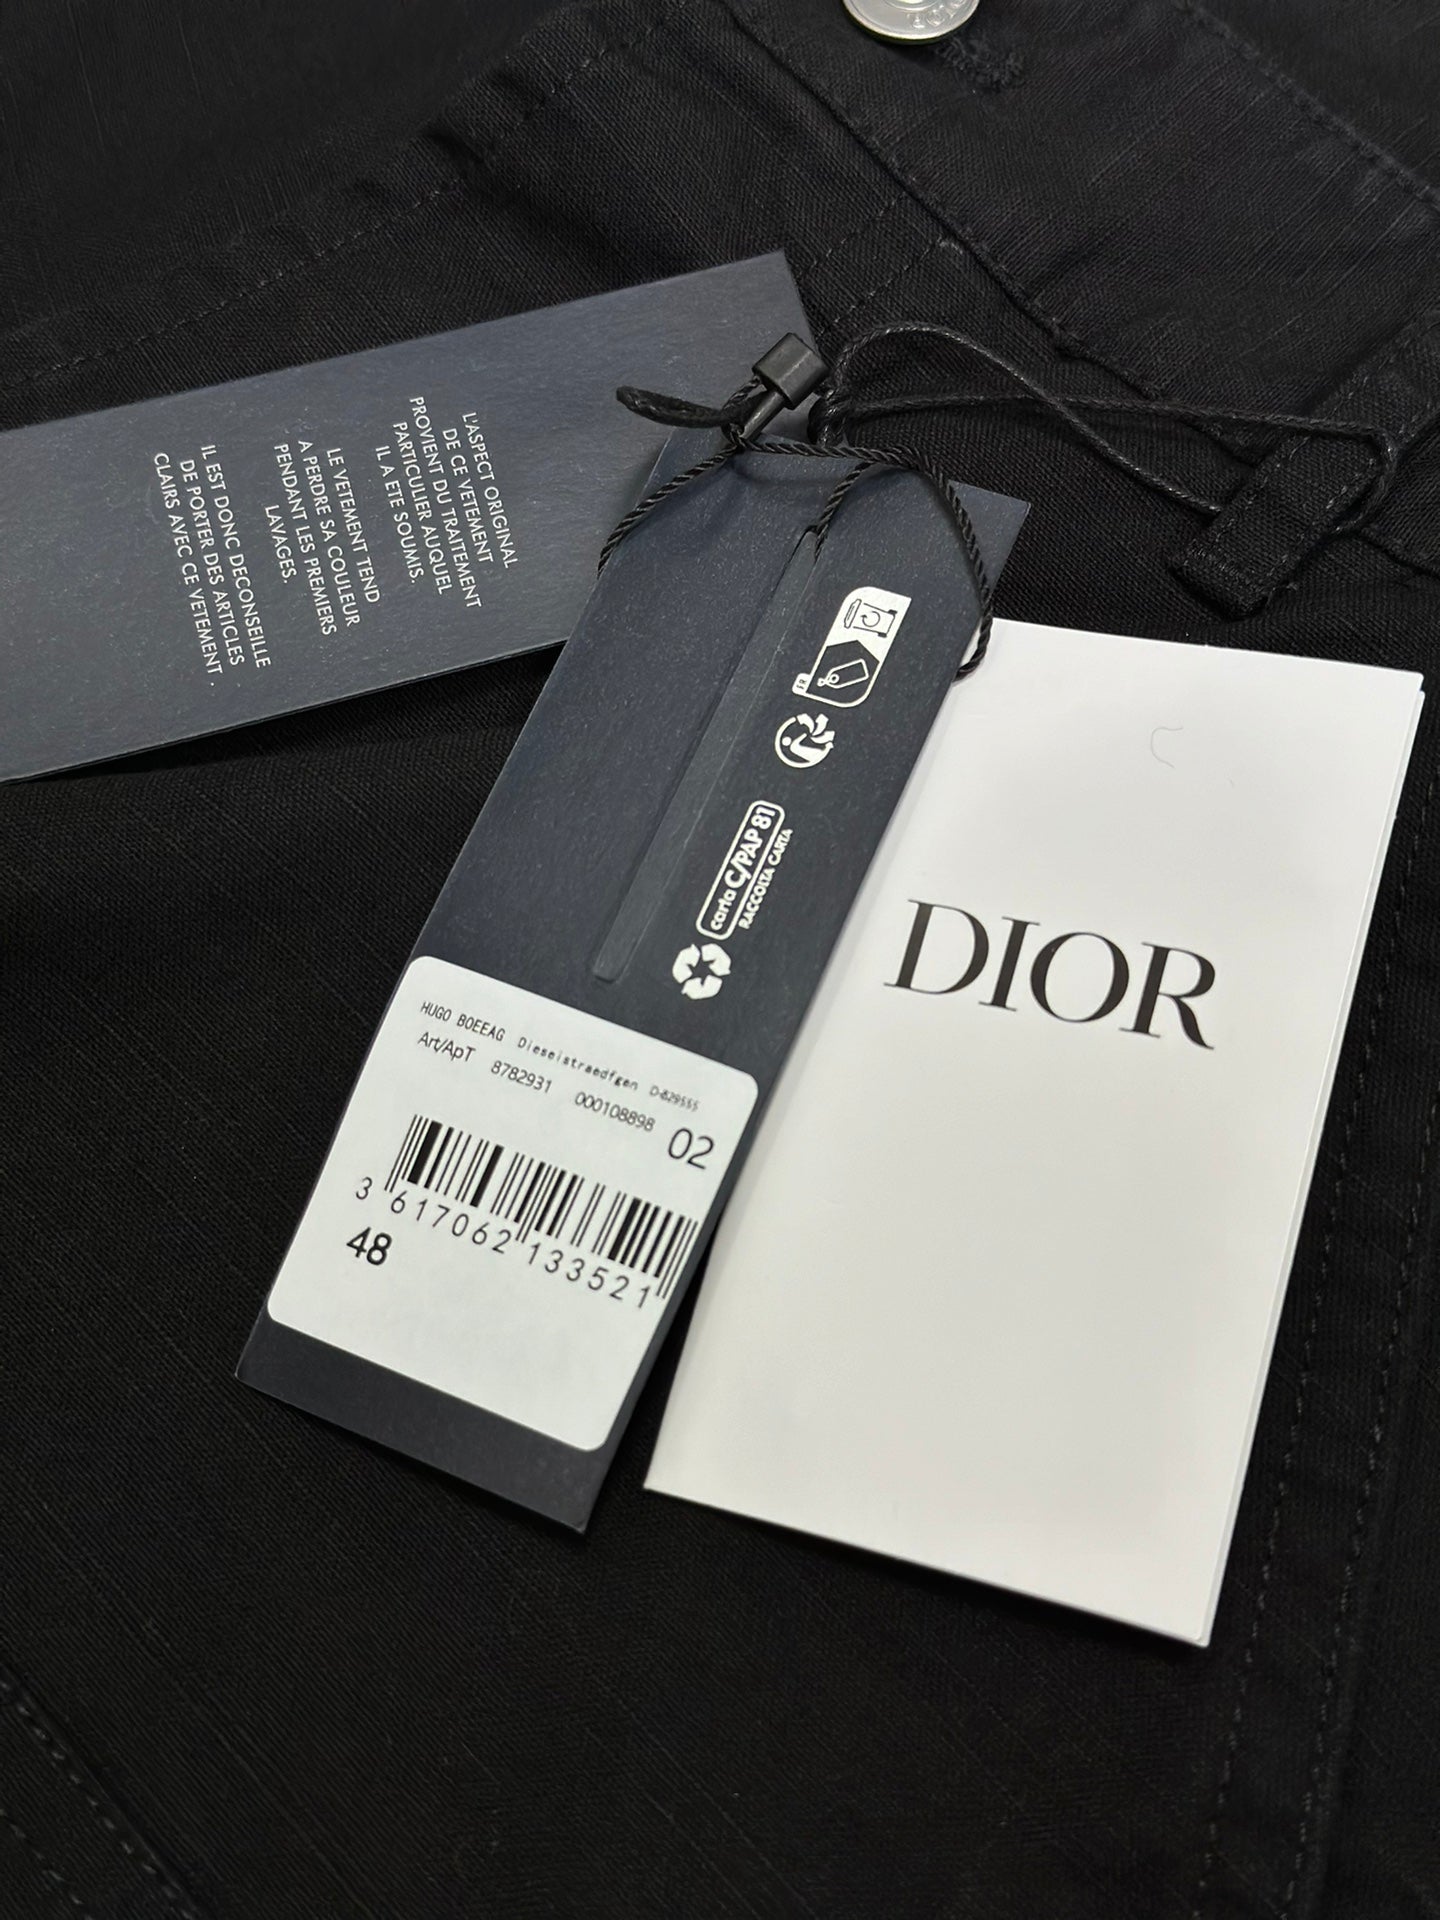 L'ASPECT ORIGINAL
DE CE VETEMENT
PROVIENT DU TRAITEMENT
PARTICULIER AUQUEL
IL A ETE SOUMIS.
LE VETEMENT TEND
A PERDRE SA COULEUR
PENDANT LES PREMIERS
LAVAGES.
IL EST DONC DECONSEILLE
DE PORTER DES ARTICLES
CLAIRS AVEC CE VETEMENT.
FR
carta C/PAP 81
RACCOLTA CARTA
HUGO BOEEAG Dieselstraedfgen D-829555
Art/ApT 8782931 000108898 02
3 617062 133521
48
DIOR